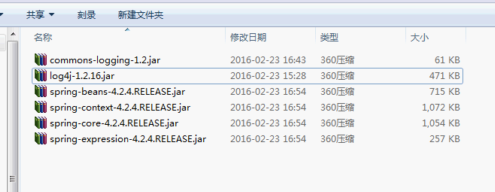 共享 刻录 新建文件夹
名称 修改日期 类型 大小
commons-logging-1.2.jar 2016-02-23 16:43 360压缩 61 KB
log4j-1.2.16.jar 2016-02-23 15:28 360压缩 471 KB
spring-beans-4.2.4.RELEASE.jar 2016-02-23 16:54 360压缩 715 KB
spring-context-4.2.4.RELEASE.jar 2016-02-23 16:54 360压缩 1,072 KB
spring-core-4.2.4.RELEASE.jar 2016-02-23 16:54 360压缩 1,054 KB
spring-expression-4.2.4.RELEASE.jar 2016-02-23 16:54 360压缩 257 KB